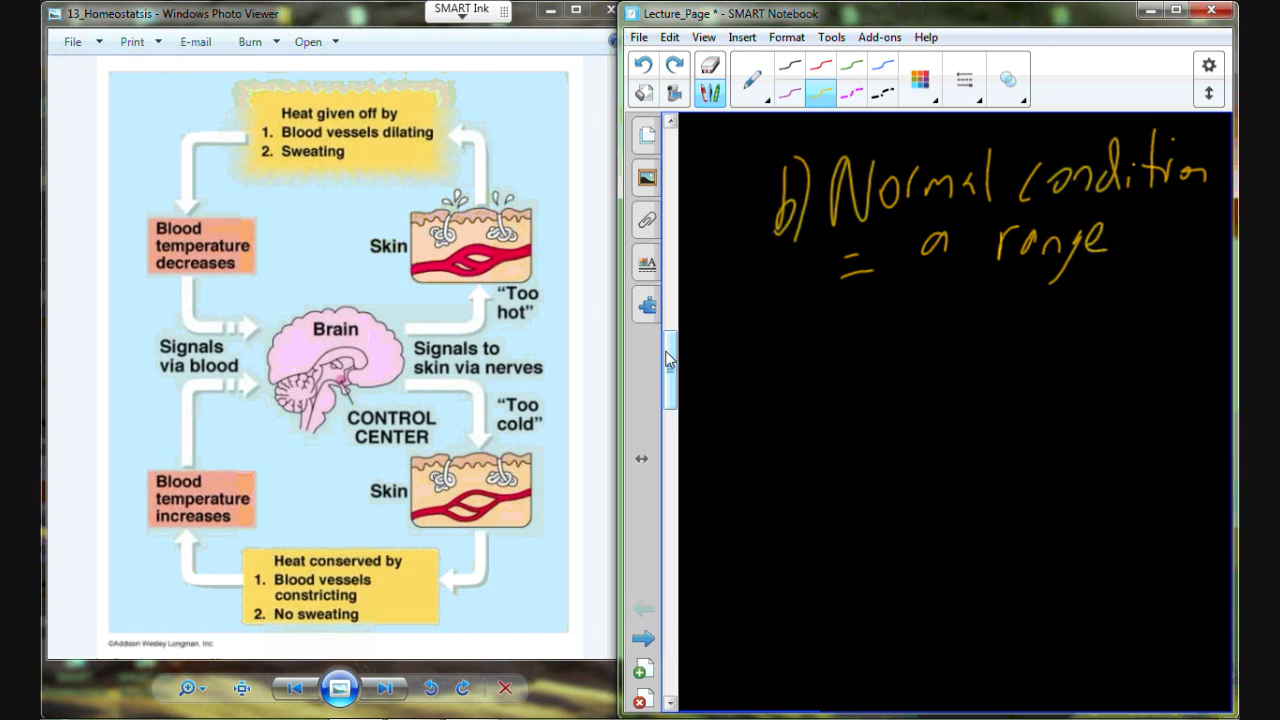 13_Homeostatsis - Windows Photo Viewer
SMART Ink
File Print E-mail Burn Open
Heat given off by
1. Blood vessels dilating
2. Sweating
Blood
temperature
decreases
Skin
"Too
hot"
Brain
Signals
via blood
Signals to
skin via nerves
CONTROL
CENTER
"Too
cold"
Blood
temperature
increases
Skin
Heat conserved by
1. Blood vessels
constricting
2. No sweating
©Addison Wesley Longman, Inc.
Lecture_Page * - SMART Notebook
File Edit View Insert Format Tools Add-ons Help
b) Normal condition
= a range